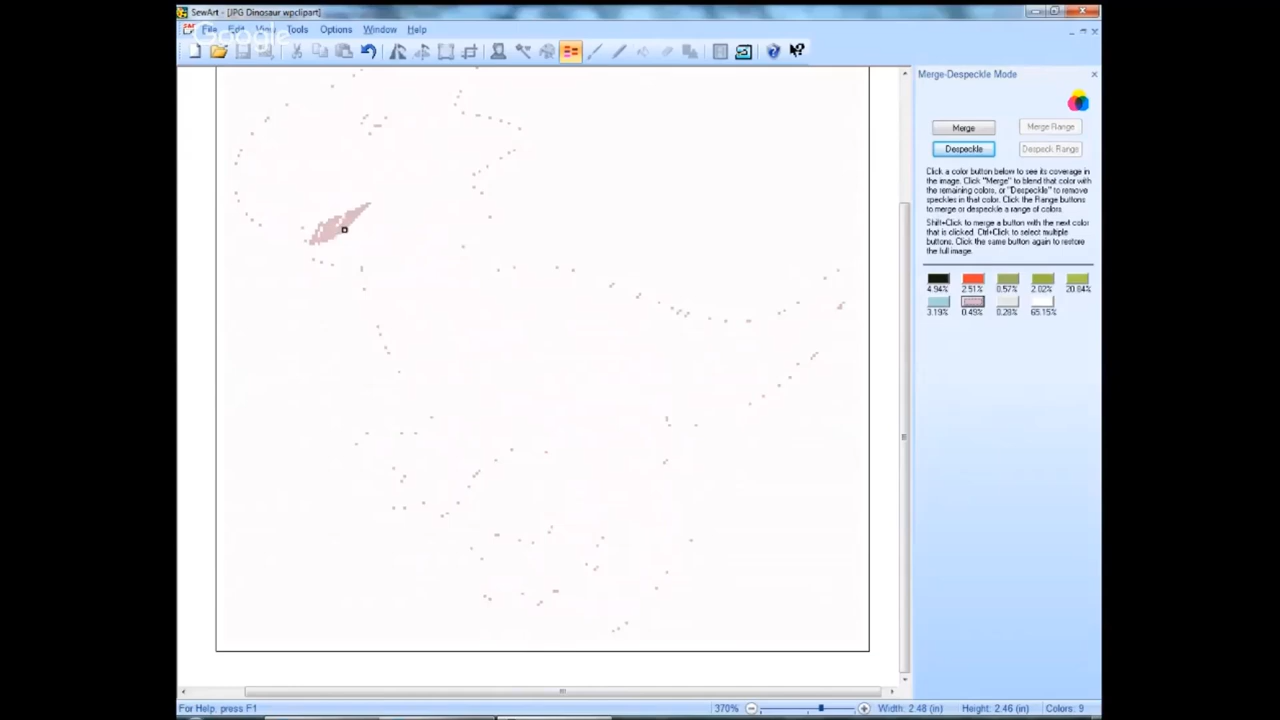 SewArt - [JPG Dinosaur wpclipart]
File Edit View Tools Options Window Help
Google
Merge-Despeckle Mode
Merge
Merge Range
Despeckle
Despeck Range
Click a color button below to see its coverage in
the image. Click "Merge" to blend that color with
the remaining colors, or "Despeckle" to remove
speckles in that color. Click the Range buttons
to merge or despeckle a range of colors.
Shift+Click to merge a button with the next color
that is clicked. Ctrl+Click to select multiple
buttons. Click the same button again to restore
the full image.
4.94% 2.51% 0.57% 2.02% 20.84%
3.19% 0.49% 0.28% 65.15%
For Help, press F1
370%
Width: 2.48 (in)
Height: 2.46 (in)
Colors: 9